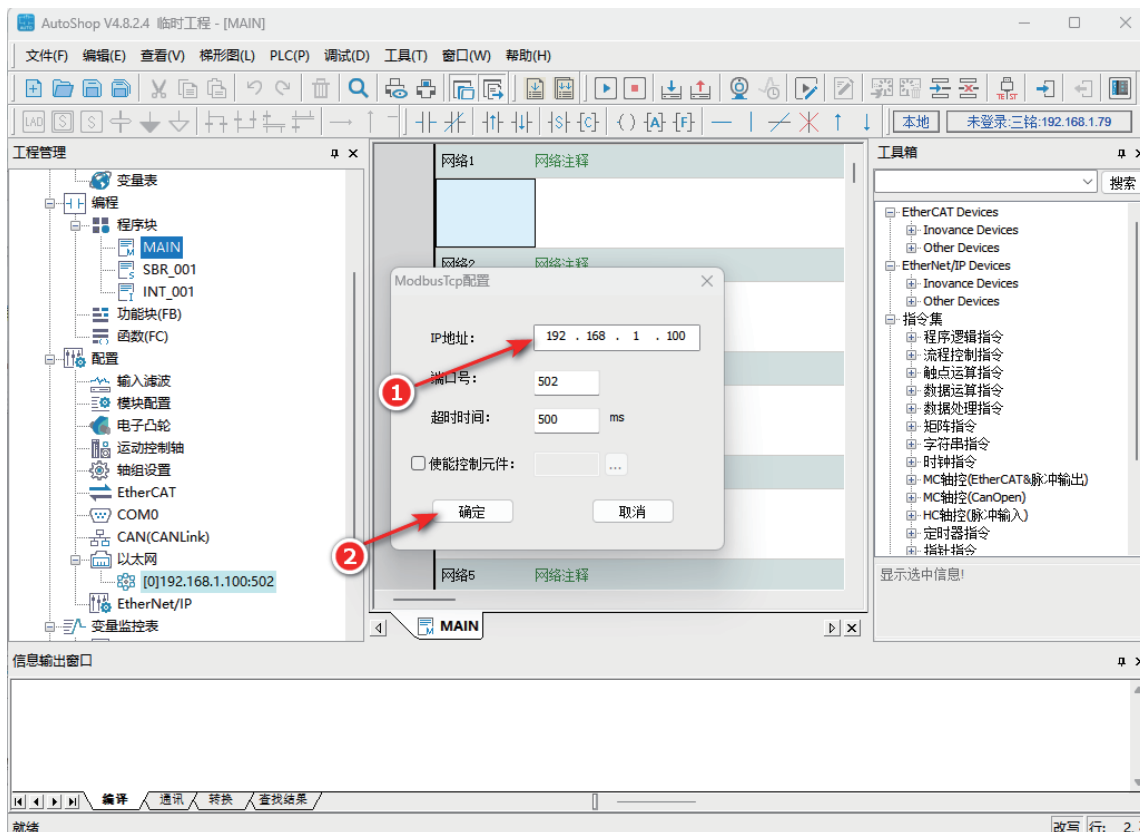 AutoShop V4.8.2.4 临时工程 - [MAIN]
文件(F) 编辑(E) 查看(V) 梯形图(L) PLC(P) 调试(D) 工具(T) 窗口(W) 帮助(H)
TEST
LAD S S
S C A F
本地 未登录:三铭:192.168.1.79
工程管理
变量表
编程
程序块
MAIN
SBR_001
INT_001
功能块(FB)
函数(FC)
配置
输入滤波
模块配置
电子凸轮
运动控制轴
轴组设置
EtherCAT
COM0
CAN(CANLink)
以太网
[0]192.168.1.100:502
EtherNet/IP
变量监控表
网络1 网络注释
网络2 网络注释
ModbusTcp配置
IP地址: 192 . 168 . 1 . 100
1
端口号: 502
超时时间: 500 ms
使能控制元件: ...
确定 取消
2
网络5 网络注释
MAIN
工具箱
搜索
EtherCAT Devices
Inovance Devices
Other Devices
EtherNet/IP Devices
Inovance Devices
Other Devices
指令集
程序逻辑指令
流程控制指令
触点运算指令
数据运算指令
数据处理指令
矩阵指令
字符串指令
时钟指令
MC轴控(EtherCAT&脉冲输出)
MC轴控(CanOpen)
HC轴控(脉冲输入)
定时器指令
指针指令
显示选中信息!
信息输出窗口
编译 通讯 转换 查找结果
就绪 改写 行: 2,